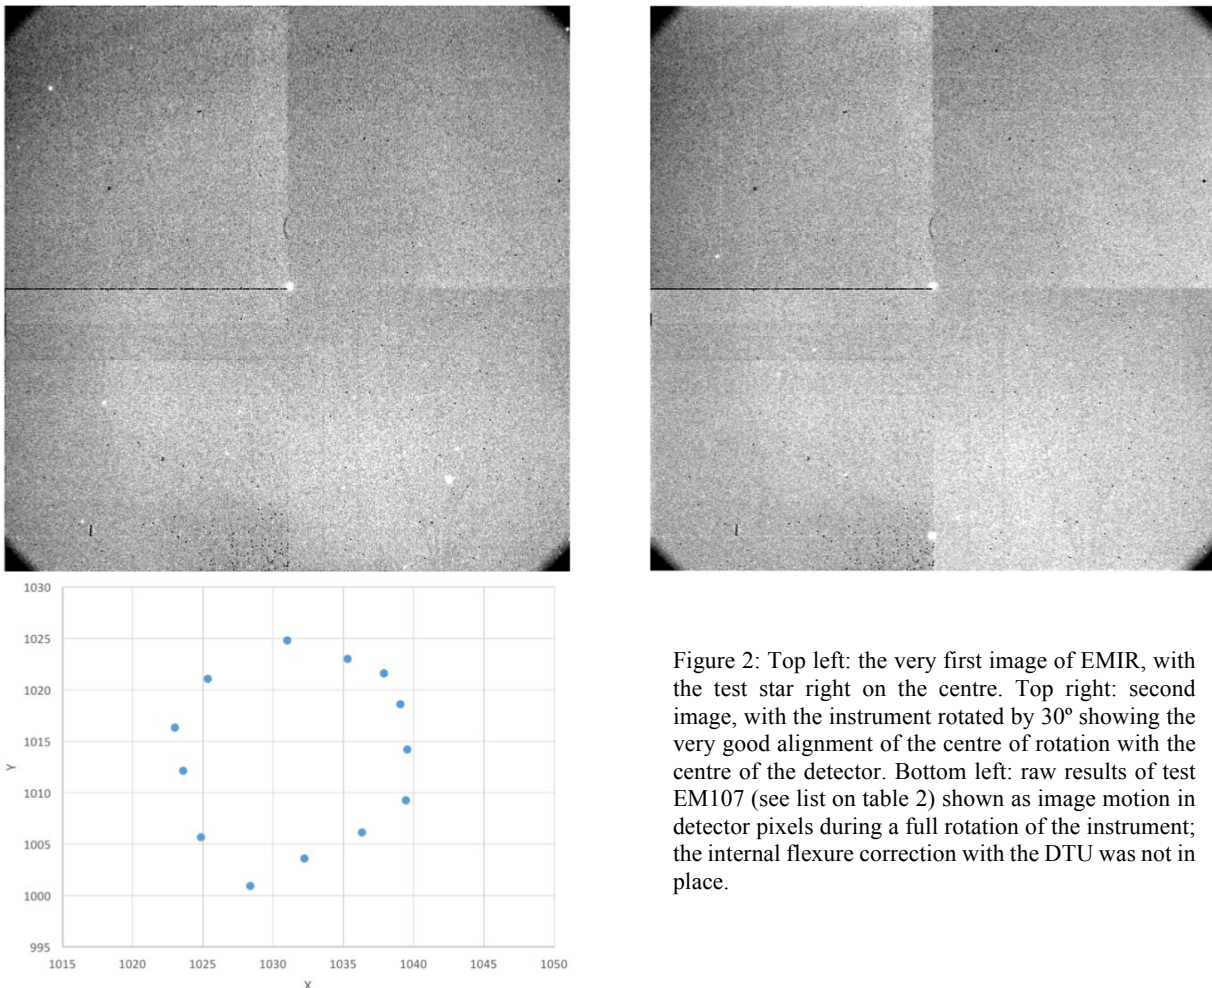 1030
1025
1020
1015
1010
1005
1000
995
Y
1015 1020 1025 1030 1035 1040 1045 1050
X
Figure 2: Top left: the very first image of EMIR, with
the test star right on the centre. Top right: second
image, with the instrument rotated by 30º showing the
very good alignment of the centre of rotation with the
centre of the detector. Bottom left: raw results of test
EM107 (see list on table 2) shown as image motion in
detector pixels during a full rotation of the instrument;
the internal flexure correction with the DTU was not in
place.